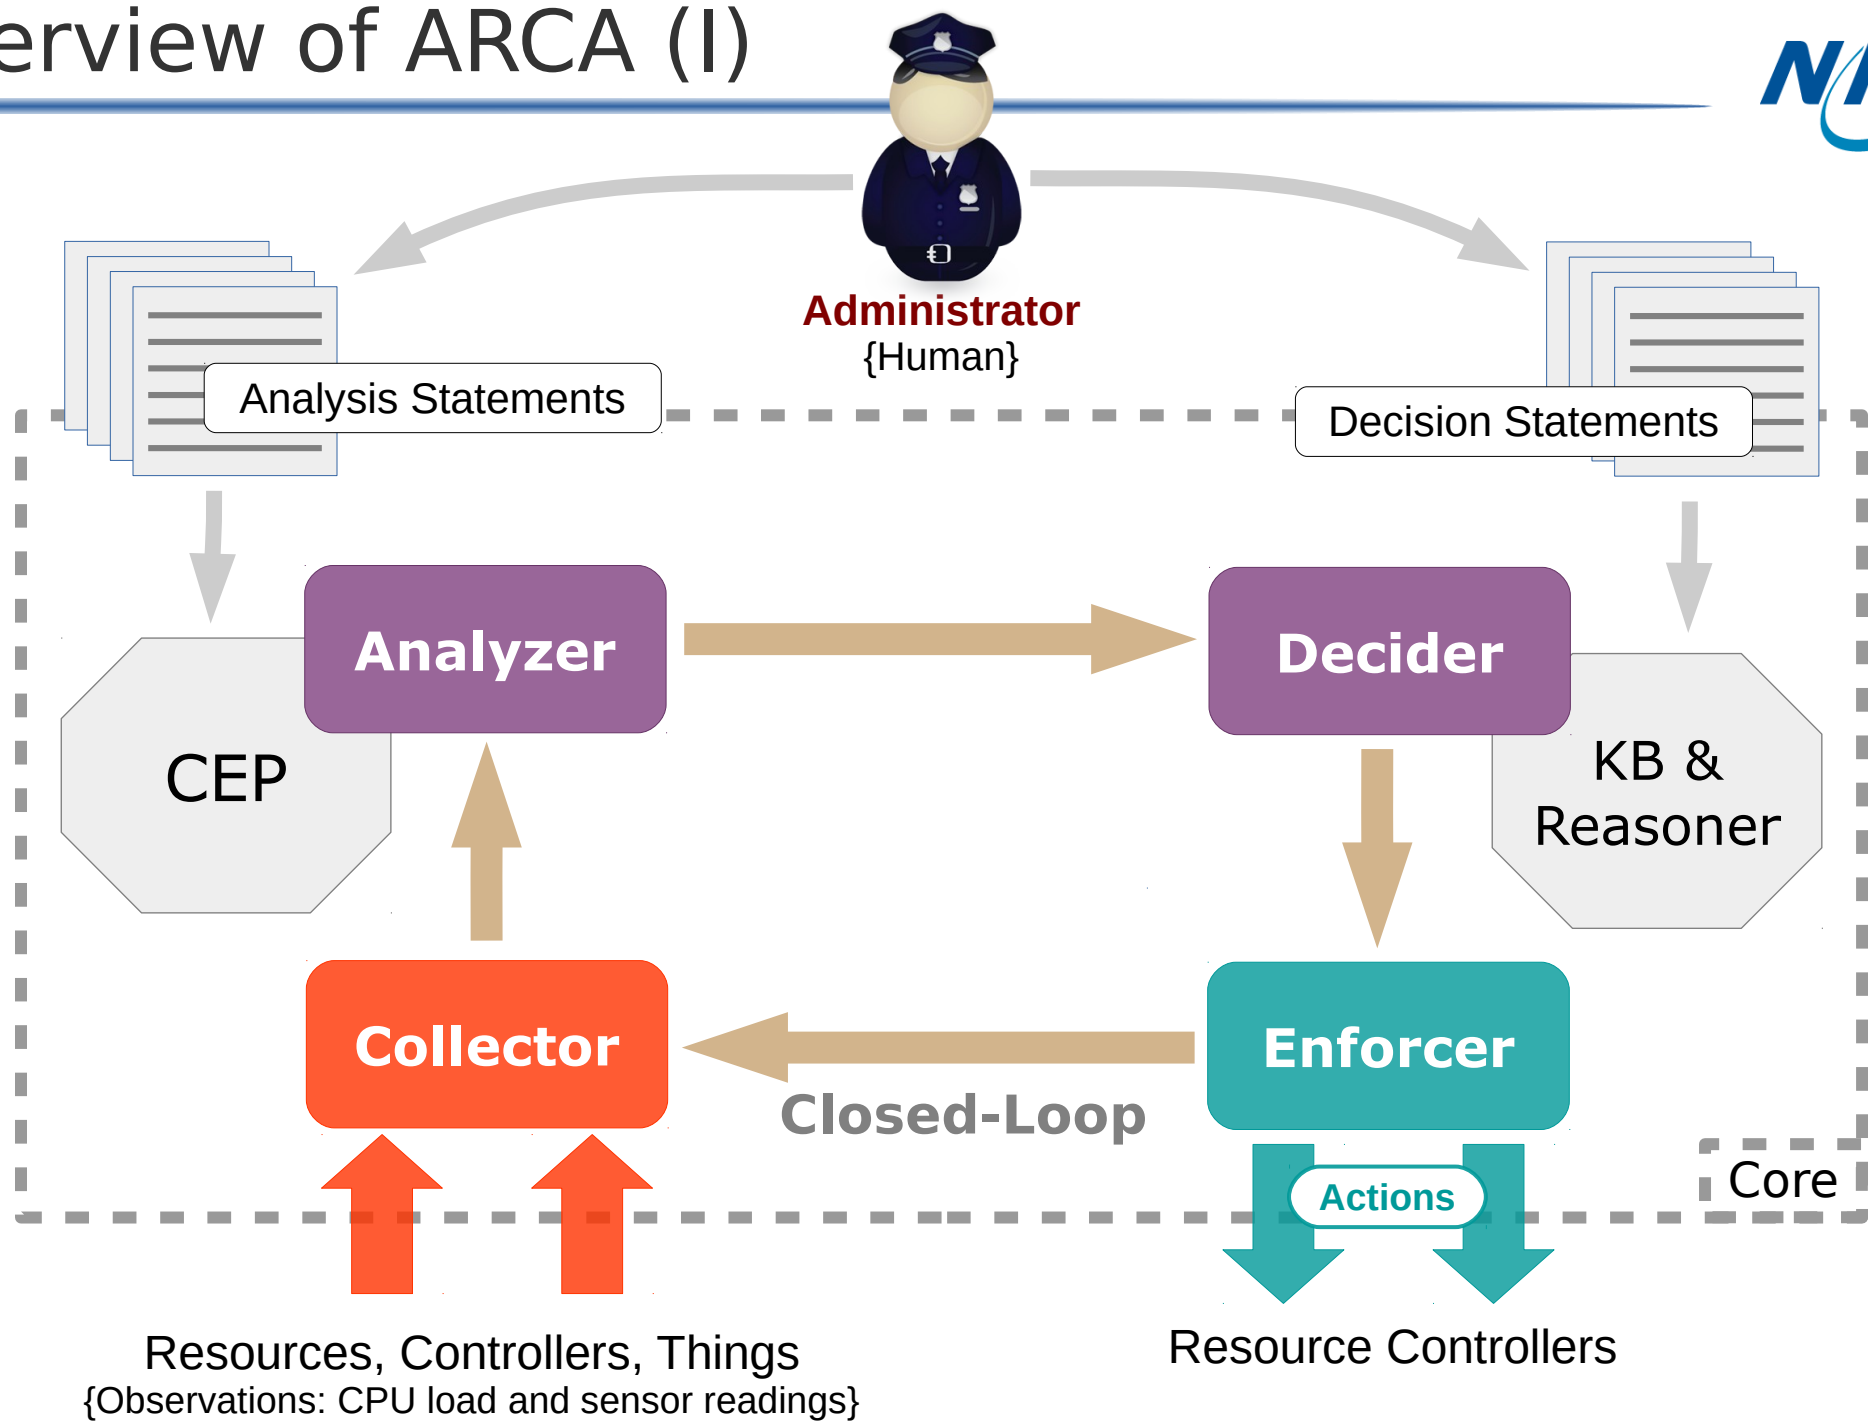 erview of ARCA (I)
Administrator
{Human}
Analysis Statements
Decision Statements
Analyzer
Decider
CEP
KB &
Reasoner
Collector
Enforcer
Closed-Loop
Core
Actions
Resources, Controllers, Things
{Observations: CPU load and sensor readings}
Resource Controllers